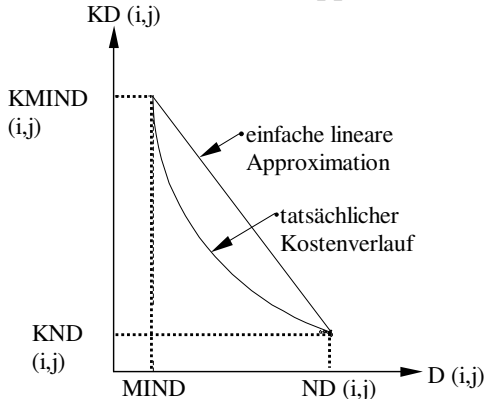 KD (i,j)
KMIND
(i,j)
einfache lineare
Approximation
tatsächlicher
Kostenverlauf
KND
(i,j)
MIND
ND (i,j)
D (i,j)